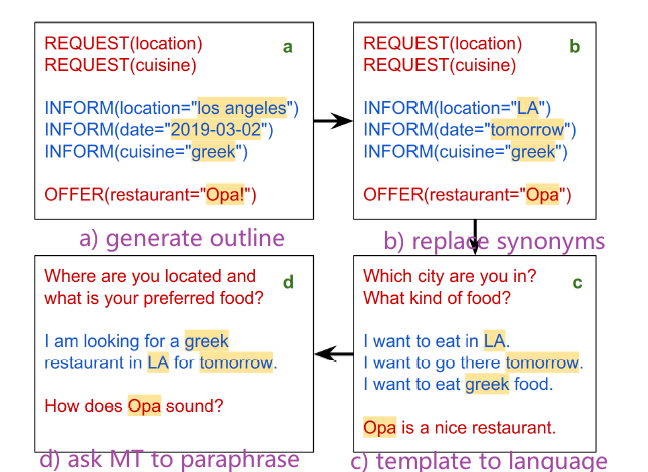 REQUEST(location)
REQUEST(cuisine)
a
INFORM(location="los angeles")
INFORM(date="2019-03-02")
INFORM(cuisine="greek")
OFFER(restaurant="Opa!")
a) generate outline
REQUEST(location)
REQUEST(cuisine)
b
INFORM(location="LA")
INFORM(date="tomorrow")
INFORM(cuisine="greek")
OFFER(restaurant="Opa")
b) replace synonyms
Which city are you in?
What kind of food?
c
I want to eat in LA.
I want to go there tomorrow.
I want to eat greek food.
Opa is a nice restaurant.
c) template to language
Where are you located and
what is your preferred food?
d
I am looking for a greek
restaurant in LA for tomorrow.
How does Opa sound?
d) ask MT to paraphrase